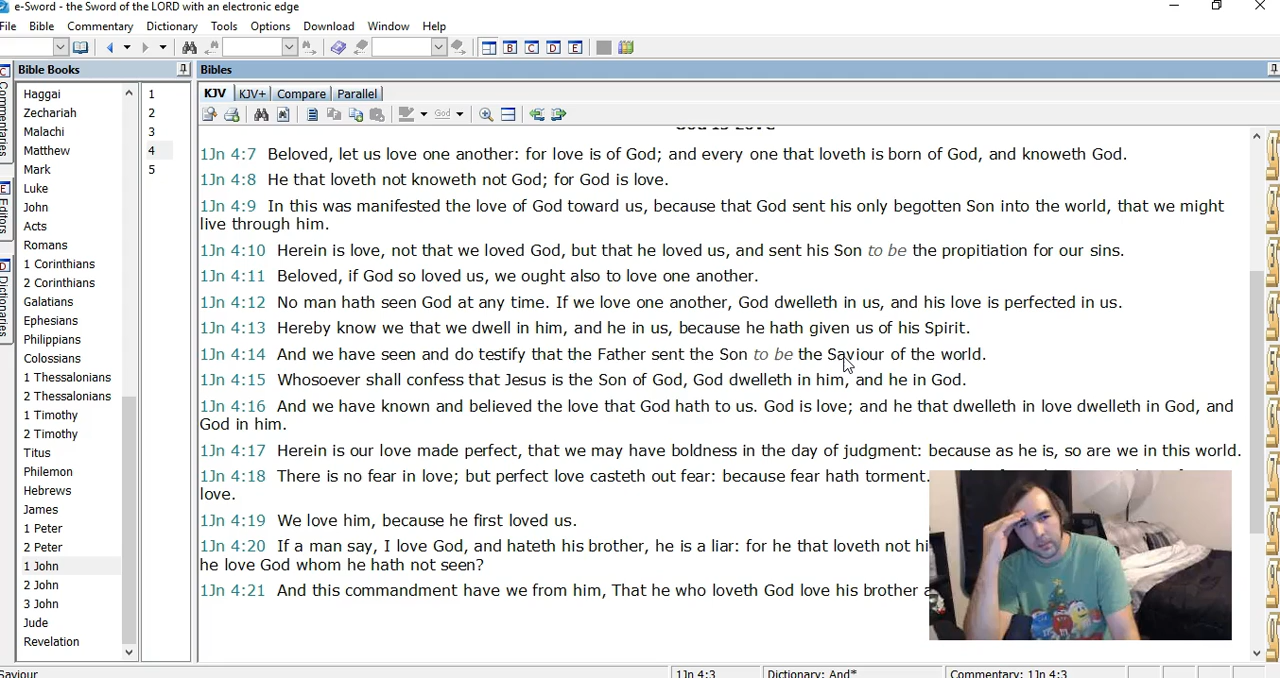 e-Sword - the Sword of the LORD with an electronic edge
File Bible Commentary Dictionary Tools Options Download Window Help
B C D E
Bible Books
Bibles
C Commentaries
E Editors
D Dictionaries
Haggai
Zechariah
Malachi
Matthew
Mark
Luke
John
Acts
Romans
1 Corinthians
2 Corinthians
Galatians
Ephesians
Philippians
Colossians
1 Thessalonians
2 Thessalonians
1 Timothy
2 Timothy
Titus
Philemon
Hebrews
James
1 Peter
2 Peter
1 John
2 John
3 John
Jude
Revelation
1
2
3
4
5
KJV KJV+ Compare Parallel
God
God is Love
1Jn 4:7 Beloved, let us love one another: for love is of God; and every one that loveth is born of God, and knoweth God.
1Jn 4:8 He that loveth not knoweth not God; for God is love.
1Jn 4:9 In this was manifested the love of God toward us, because that God sent his only begotten Son into the world, that we might
live through him.
1Jn 4:10 Herein is love, not that we loved God, but that he loved us, and sent his Son to be the propitiation for our sins.
1Jn 4:11 Beloved, if God so loved us, we ought also to love one another.
1Jn 4:12 No man hath seen God at any time. If we love one another, God dwelleth in us, and his love is perfected in us.
1Jn 4:13 Hereby know we that we dwell in him, and he in us, because he hath given us of his Spirit.
1Jn 4:14 And we have seen and do testify that the Father sent the Son to be the Saviour of the world.
1Jn 4:15 Whosoever shall confess that Jesus is the Son of God, God dwelleth in him, and he in God.
1Jn 4:16 And we have known and believed the love that God hath to us. God is love; and he that dwelleth in love dwelleth in God, and
God in him.
1Jn 4:17 Herein is our love made perfect, that we may have boldness in the day of judgment: because as he is, so are we in this world.
1Jn 4:18 There is no fear in love; but perfect love casteth out fear: because fear hath torment.
love.
1Jn 4:19 We love him, because he first loved us.
1Jn 4:20 If a man say, I love God, and hateth his brother, he is a liar: for he that loveth not hi
he love God whom he hath not seen?
1Jn 4:21 And this commandment have we from him, That he who loveth God love his brother a
Saviour
1Jn 4:3
Dictionary: And*
Commentary: 1Jn 4:3